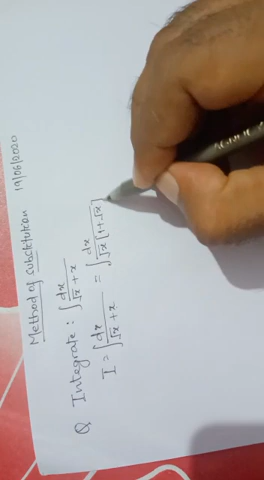 Method of substitution 19/06/2020
Q Integrate: ∫ dx / √x + x
I = ∫ dx / √x + x = ∫ dx / √x [1+√x]